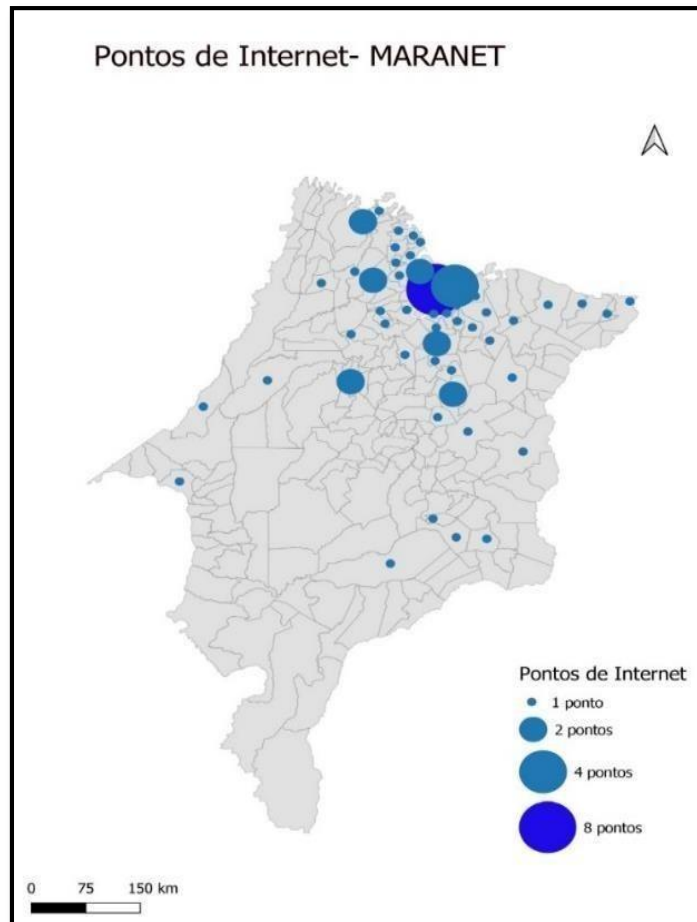 Pontos de Internet- MARANET
Pontos de Internet
1 ponto
2 pontos
4 pontos
8 pontos
0 75 150 km